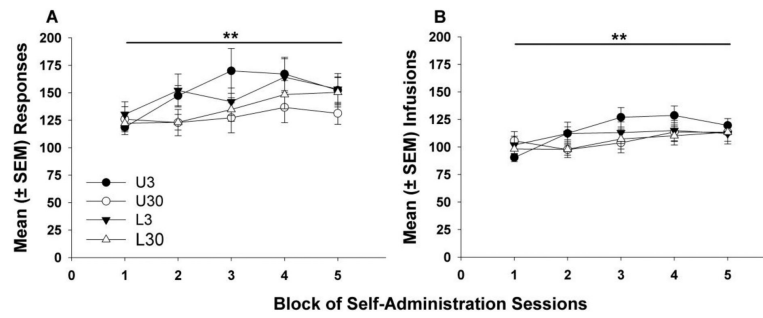 A
B
**
**
200
175
150
125
100
75
50
25
0
Mean (± SEM) Responses
U3
U30
L3
L30
0 1 2 3 4 5
200
175
150
125
100
75
50
25
0
Mean (± SEM) Infusions
0 1 2 3 4 5
Block of Self-Administration Sessions